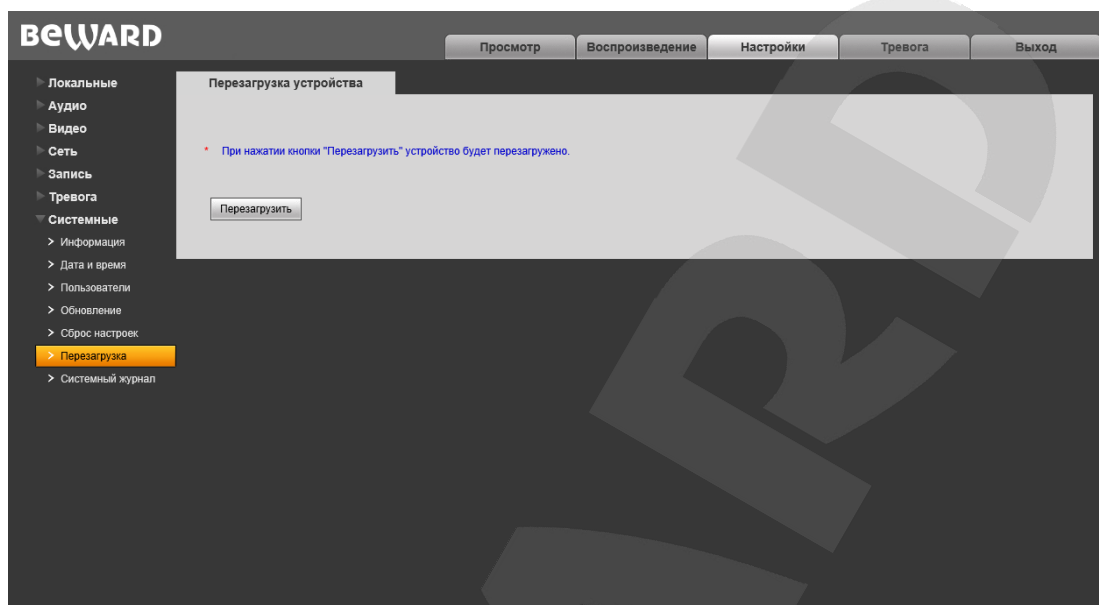 BEWARD
Просмотр Воспроизведение Настройки Тревога Выход
Локальные
Аудио
Видео
Сеть
Запись
Тревога
Системные
Информация
Дата и время
Пользователи
Обновление
Сброс настроек
Перезагрузка
Системный журнал
Перезагрузка устройства
* При нажатии кнопки "Перезагрузить" устройство будет перезагружено.
Перезагрузить